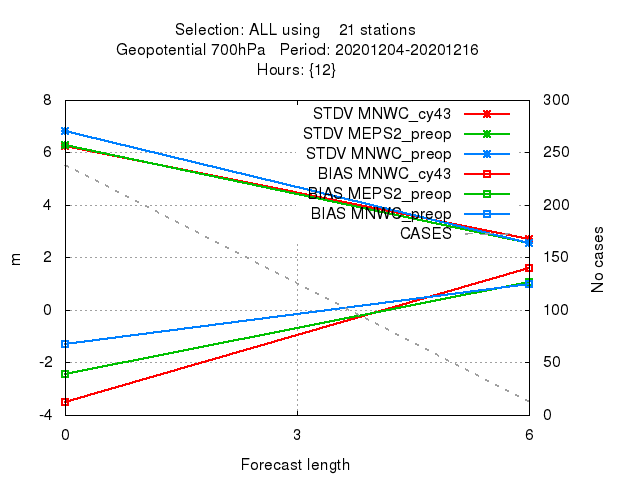 Selection: ALL using 21 stations
Geopotential 700hPa Period: 20201204-20201216
Hours: {12}
8
6
4
2
0
-2
-4
m
300
250
200
150
100
50
0
No cases
STDV MNWC_cy43
STDV MEPS2_preop
STDV MNWC_preop
BIAS MNWC_cy43
BIAS MEPS2_preop
BIAS MNWC_preop
CASES
0 3 6
Forecast length